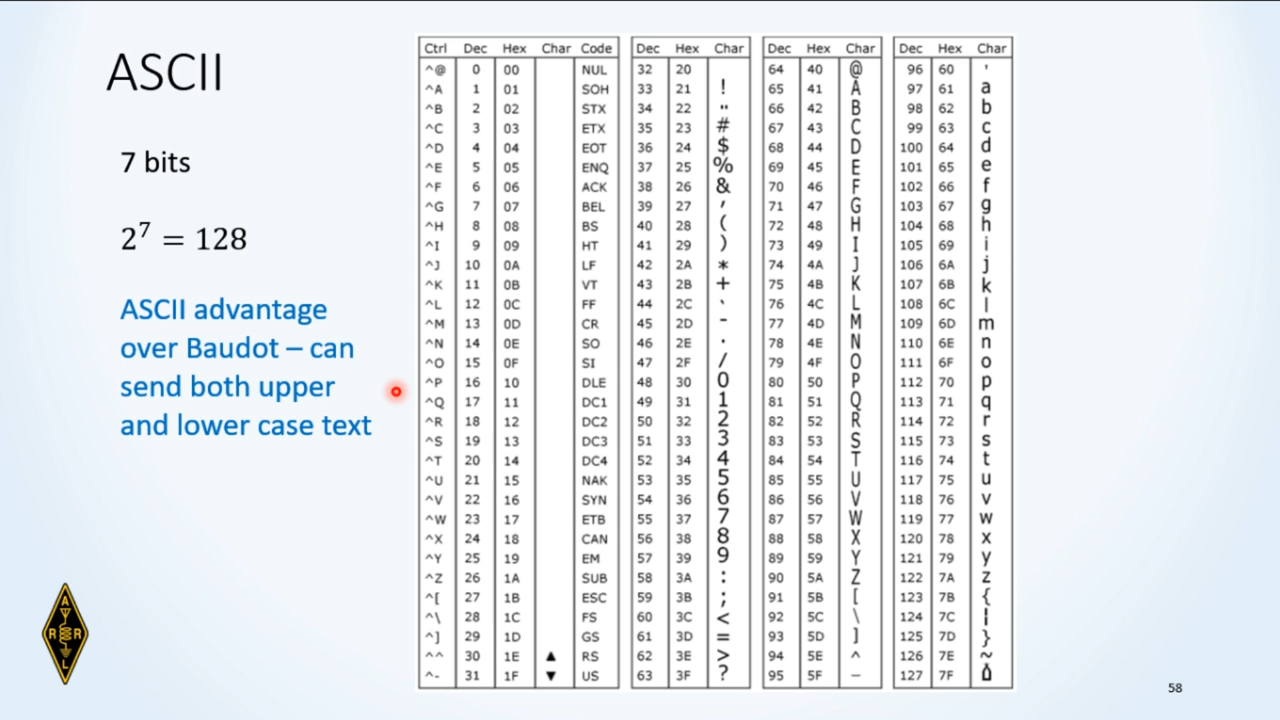 ASCII
7 bits
2⁷ = 128
ASCII advantage
over Baudot – can
send both upper
and lower case text
Ctrl Dec Hex Char Code Dec Hex Char Dec Hex Char Dec Hex Char
^@ 0 00 NUL 32 20 64 40 @ 96 60 '
^A 1 01 SOH 33 21 ! 65 41 A 97 61 a
^B 2 02 STX 34 22 " 66 42 B 98 62 b
^C 3 03 ETX 35 23 # 67 43 C 99 63 c
^D 4 04 EOT 36 24 $ 68 44 D 100 64 d
^E 5 05 ENQ 37 25 % 69 45 E 101 65 e
^F 6 06 ACK 38 26 & 70 46 F 102 66 f
^G 7 07 BEL 39 27 ' 71 47 G 103 67 g
^H 8 08 BS 40 28 ( 72 48 H 104 68 h
^I 9 09 HT 41 29 ) 73 49 I 105 69 i
^J 10 0A LF 42 2A * 74 4A J 106 6A j
^K 11 0B VT 43 2B + 75 4B K 107 6B k
^L 12 0C FF 44 2C ` 76 4C L 108 6C l
^M 13 0D CR 45 2D - 77 4D M 109 6D m
^N 14 0E SO 46 2E . 78 4E N 110 6E n
^O 15 0F SI 47 2F / 79 4F O 111 6F o
^P 16 10 DLE 48 30 0 80 50 P 112 70 p
^Q 17 11 DC1 49 31 1 81 51 Q 113 71 q
^R 18 12 DC2 50 32 2 82 52 R 114 72 r
^S 19 13 DC3 51 33 3 83 53 S 115 73 s
^T 20 14 DC4 52 34 4 84 54 T 116 74 t
^U 21 15 NAK 53 35 5 85 55 U 117 75 u
^V 22 16 SYN 54 36 6 86 56 V 118 76 v
^W 23 17 ETB 55 37 7 87 57 W 119 77 w
^X 24 18 CAN 56 38 8 88 58 X 120 78 x
^Y 25 19 EM 57 39 9 89 59 Y 121 79 y
^Z 26 1A SUB 58 3A : 90 5A Z 122 7A z
^[ 27 1B ESC 59 3B ; 91 5B [ 123 7B {
^\ 28 1C FS 60 3C < 92 5C \ 124 7C ¦
^] 29 1D GS 61 3D = 93 5D ] 125 7D }
^^ 30 1E ▲ RS 62 3E > 94 5E ^ 126 7E ~
^- 31 1F ▼ US 63 3F ? 95 5F _ 127 7F
A
R R
L
58